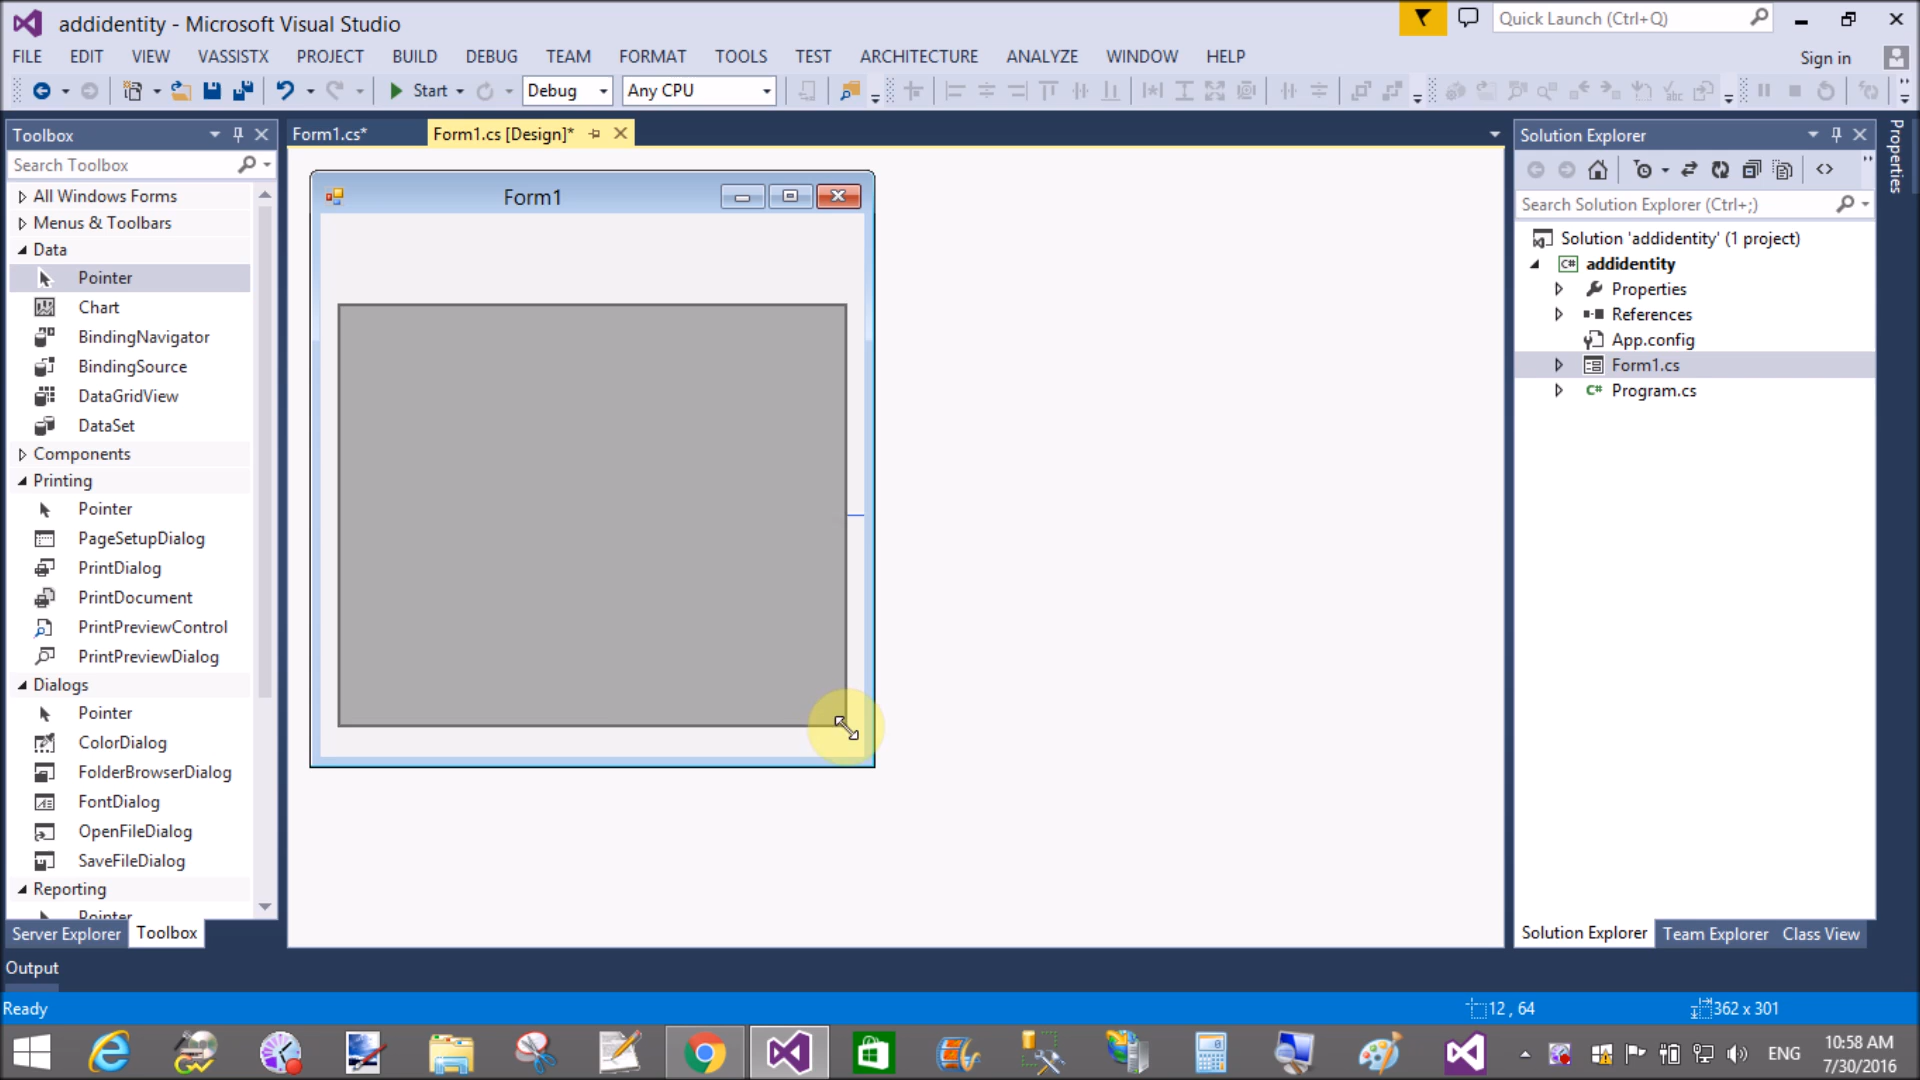 addidentity - Microsoft Visual Studio
Quick Launch (Ctrl+Q)
FILE EDIT VIEW VASSISTX PROJECT BUILD DEBUG TEAM FORMAT TOOLS TEST ARCHITECTURE ANALYZE WINDOW HELP
Sign in
Start Debug Any CPU
Toolbox
Search Toolbox
All Windows Forms
Menus & Toolbars
Data
Pointer
Chart
BindingNavigator
BindingSource
DataGridView
DataSet
Components
Printing
Pointer
PageSetupDialog
PrintDialog
PrintDocument
PrintPreviewControl
PrintPreviewDialog
Dialogs
Pointer
ColorDialog
FolderBrowserDialog
FontDialog
OpenFileDialog
SaveFileDialog
Reporting
Pointer
Server Explorer Toolbox
Form1.cs* Form1.cs [Design]*
Form1
Solution Explorer
Search Solution Explorer (Ctrl+;)
Solution 'addidentity' (1 project)
addidentity
Properties
References
App.config
Form1.cs
Program.cs
Solution Explorer Team Explorer Class View
Properties
Output
Ready
12 , 64
362 x 301
ENG
10:58 AM
7/30/2016